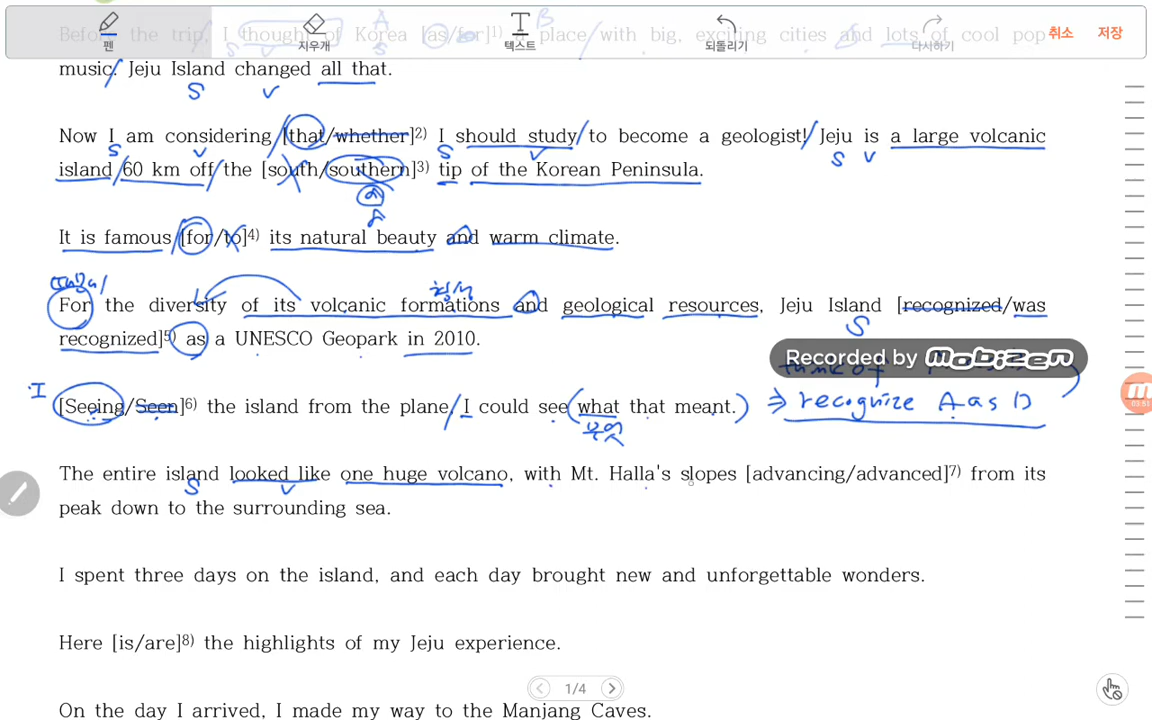 펜
지우개
텍스트
되돌리기
다시하기
취소
저장
A
B
Before the trip, I thought of Korea [as/for]1) a place with big, exciting cities and lots of cool pop
S V S
music. Jeju Island changed all that.
S V
Now I am considering [that/whether]2) I should study to become a geologist! Jeju is a large volcanic
S V S V S V
island 60 km off the [south/southern]3) tip of the Korean Peninsula.
It is famous [for/to]4) its natural beauty and warm climate.
For the diversity of its volcanic formations and geological resources, Jeju Island [recognized/was
S
recognized]5) as a UNESCO Geopark in 2010.
Recorded by mobizen
think of
I
[Seeing/Seen]6) the island from the plane, I could see what that meant.
⇒ recognize A as B
The entire island looked like one huge volcano, with Mt. Halla's slopes [advancing/advanced]7) from its
S V
peak down to the surrounding sea.
I spent three days on the island, and each day brought new and unforgettable wonders.
Here [is/are]8) the highlights of my Jeju experience.
1/4
On the day I arrived, I made my way to the Manjang Caves.